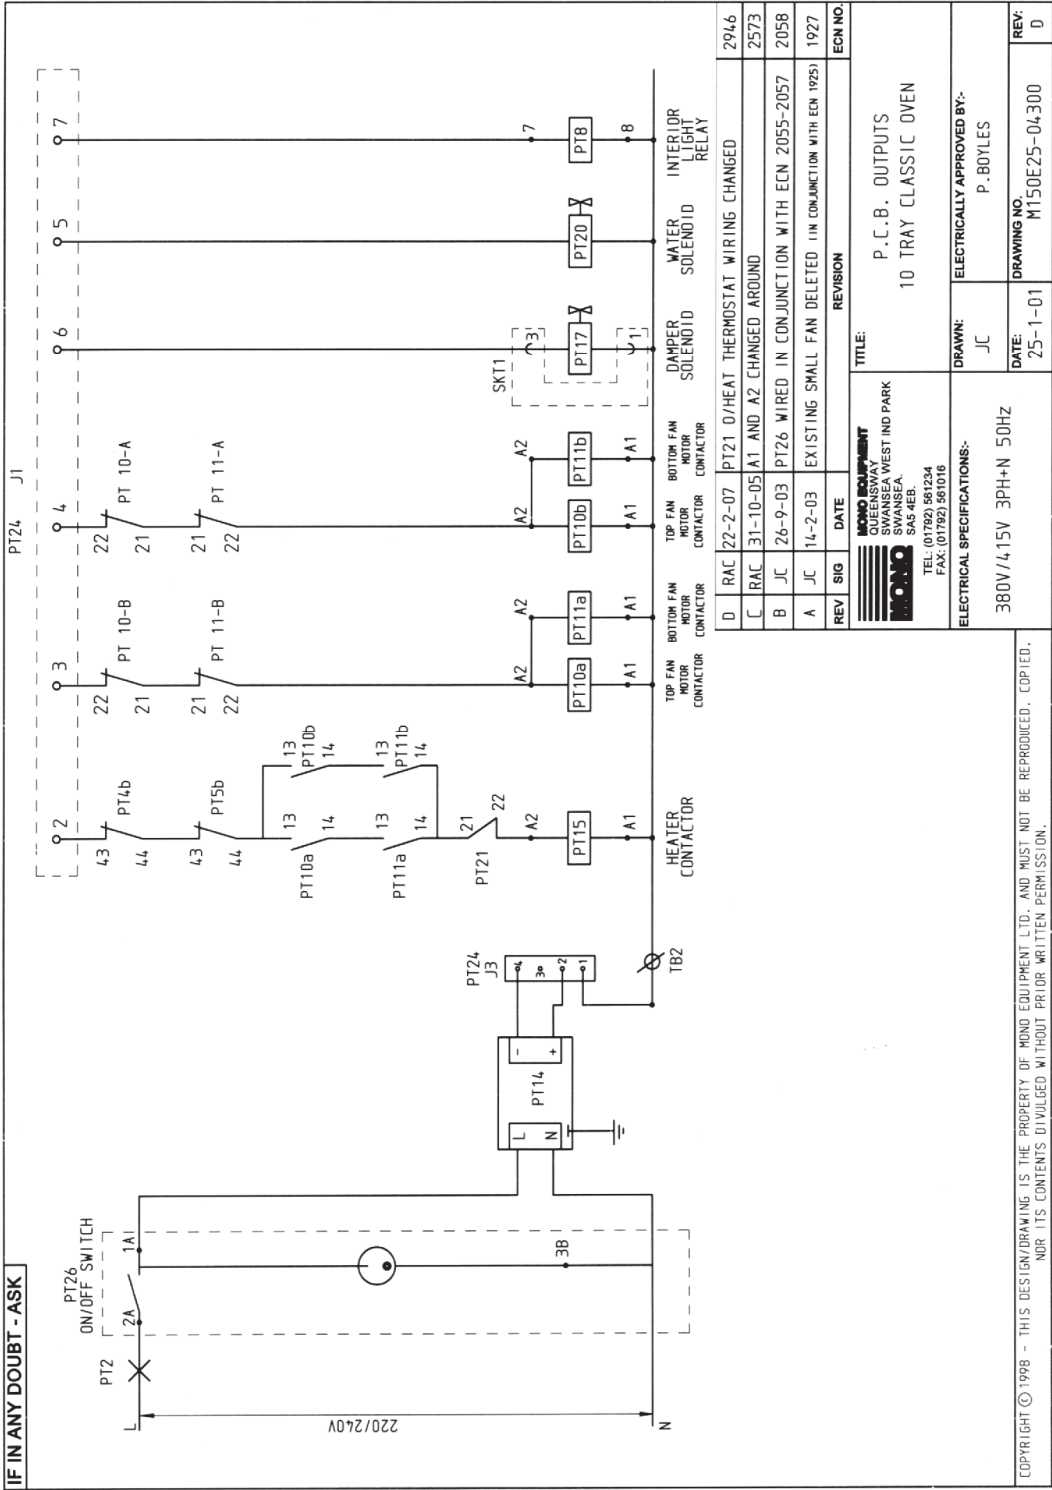 IF IN ANY DOUBT - ASK
PT24 J1
2
3
4
6
5
7
43
PT4b
44
43
PT5b
44
13
PT10a
14
13
PT10b
14
13
PT11a
14
13
PT11b
14
21
PT21
22
A2
PT15
A1
HEATER
CONTACTOR
22
PT 10-B
21
21
PT 11-B
22
A2
PT10a
A1
TOP FAN
MOTOR
CONTACTOR
A2
PT11a
A1
BOTTOM FAN
MOTOR
CONTACTOR
22
PT 10-A
21
21
PT 11-A
22
A2
PT10b
A1
TOP FAN
MOTOR
CONTACTOR
A2
PT11b
A1
BOTTOM FAN
MOTOR
CONTACTOR
SKT1
3
PT17
1
DAMPER
SOLENOID
PT20
WATER
SOLENOID
7
PT8
8
INTERIOR
LIGHT
RELAY
PT26
ON/OFF SWITCH
PT2
2A
1A
L
220/240V
3B
N
L
N
PT14
-
+
PT24
J3
4
3
2
1
TB2
D RAC 22-2-07 PT21 O/HEAT THERMOSTAT WIRING CHANGED 2946
C RAC 31-10-05 A1 AND A2 CHANGED AROUND 2573
B JC 26-9-03 PT26 WIRED IN CONJUNCTION WITH ECN 2055-2057 2058
A JC 14-2-03 EXISTING SMALL FAN DELETED (IN CONJUNCTION WITH ECN 1925) 1927
REV SIG DATE REVISION ECN NO.
MONO
MONO EQUIPMENT
QUEENSWAY
SWANSEA WEST IND PARK
SWANSEA.
SA5 4EB.
TEL: (01792) 561234
FAX: (01792) 561016
TITLE:
P.C.B. OUTPUTS
10 TRAY CLASSIC OVEN
ELECTRICAL SPECIFICATIONS:-
380V/415V 3PH+N 50Hz
DRAWN:
JC
ELECTRICALLY APPROVED BY:-
P.BOYLES
DATE:
25-1-01
DRAWING NO.
M150E25-04300
REV:
D
COPYRIGHT © 1998 - THIS DESIGN/DRAWING IS THE PROPERTY OF MONO EQUIPMENT LTD. AND MUST NOT BE REPRODUCED, COPIED,
NOR ITS CONTENTS DIVULGED WITHOUT PRIOR WRITTEN PERMISSION.